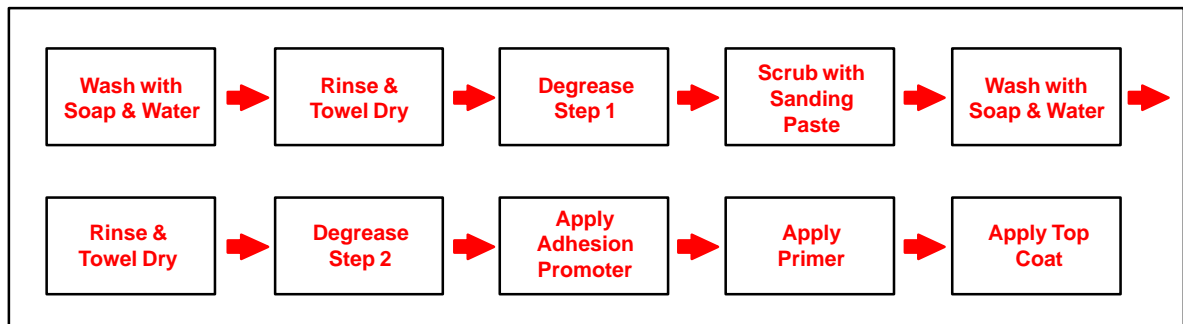 Wash with
Soap & Water
Rinse &
Towel Dry
Degrease
Step 1
Scrub with
Sanding
Paste
Wash with
Soap & Water
Rinse &
Towel Dry
Degrease
Step 2
Apply
Adhesion
Promoter
Apply
Primer
Apply Top
Coat